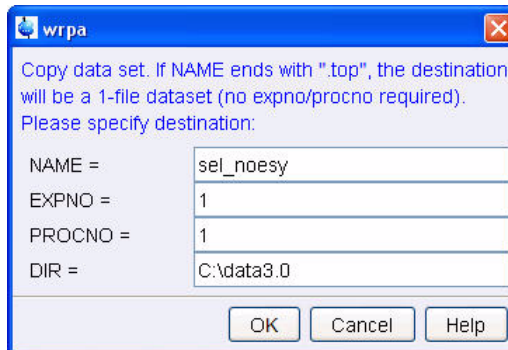 wrpa
Copy data set. If NAME ends with ".top", the destination
will be a 1-file dataset (no expno/procno required).
Please specify destination:
NAME = sel_noesy
EXPNO = 1
PROCNO = 1
DIR = C:\data3.0
OK Cancel Help